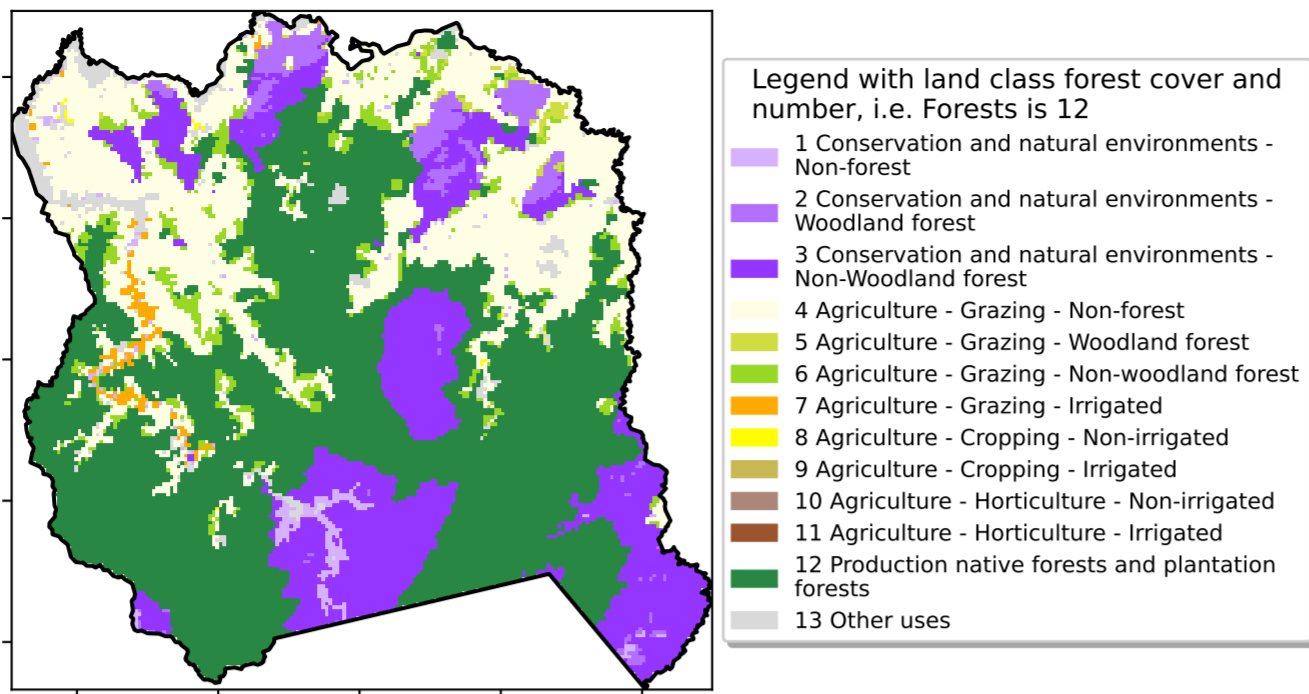 Legend with land class forest cover and
number, i.e. Forests is 12
1 Conservation and natural environments -
Non-forest
2 Conservation and natural environments -
Woodland forest
3 Conservation and natural environments -
Non-Woodland forest
4 Agriculture - Grazing - Non-forest
5 Agriculture - Grazing - Woodland forest
6 Agriculture - Grazing - Non-woodland forest
7 Agriculture - Grazing - Irrigated
8 Agriculture - Cropping - Non-irrigated
9 Agriculture - Cropping - Irrigated
10 Agriculture - Horticulture - Non-irrigated
11 Agriculture - Horticulture - Irrigated
12 Production native forests and plantation
forests
13 Other uses